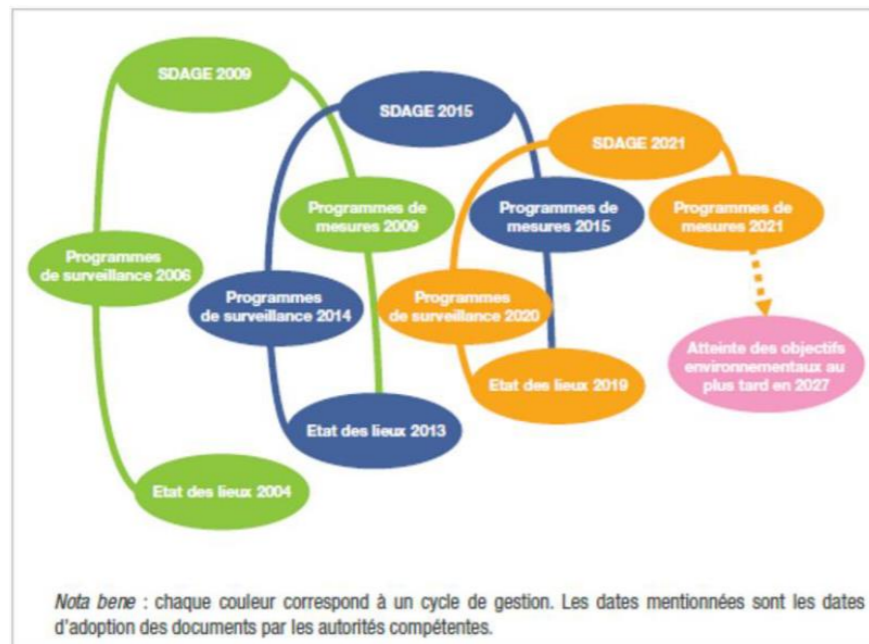 SDAGE 2009
SDAGE 2015
SDAGE 2021
Programmes de
mesures 2009
Programmes de
mesures 2015
Programmes de
mesures 2021
Programmes
de surveillance 2006
Programmes
de surveillance 2014
Programmes
de surveillance 2020
Atteinte des objectifs
environnementaux au
plus tard en 2027
Etat des lieux 2019
Etat des lieux 2013
Etat des lieux 2004
Nota bene : chaque couleur correspond à un cycle de gestion. Les dates mentionnées sont les dates
d'adoption des documents par les autorités compétentes.